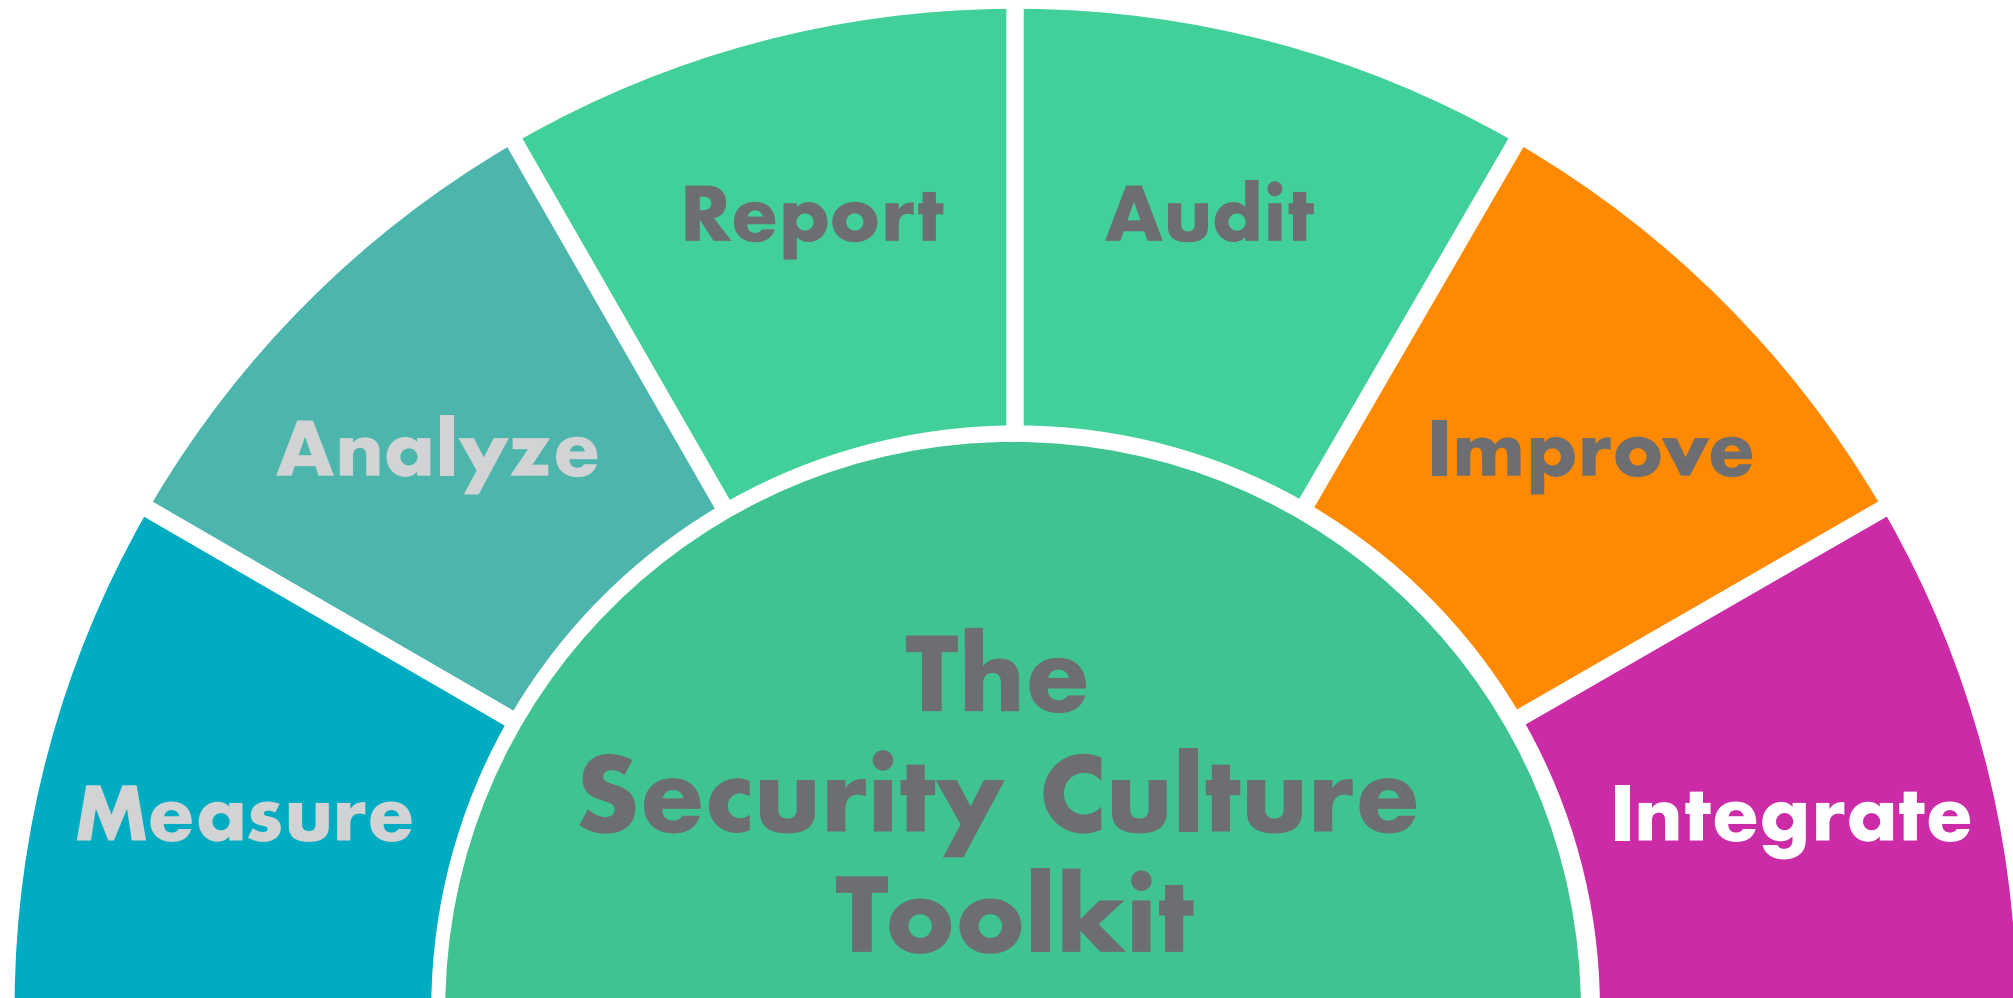 Report
Audit
Analyze
Improve
Measure
Integrate
The
Security Culture
Toolkit